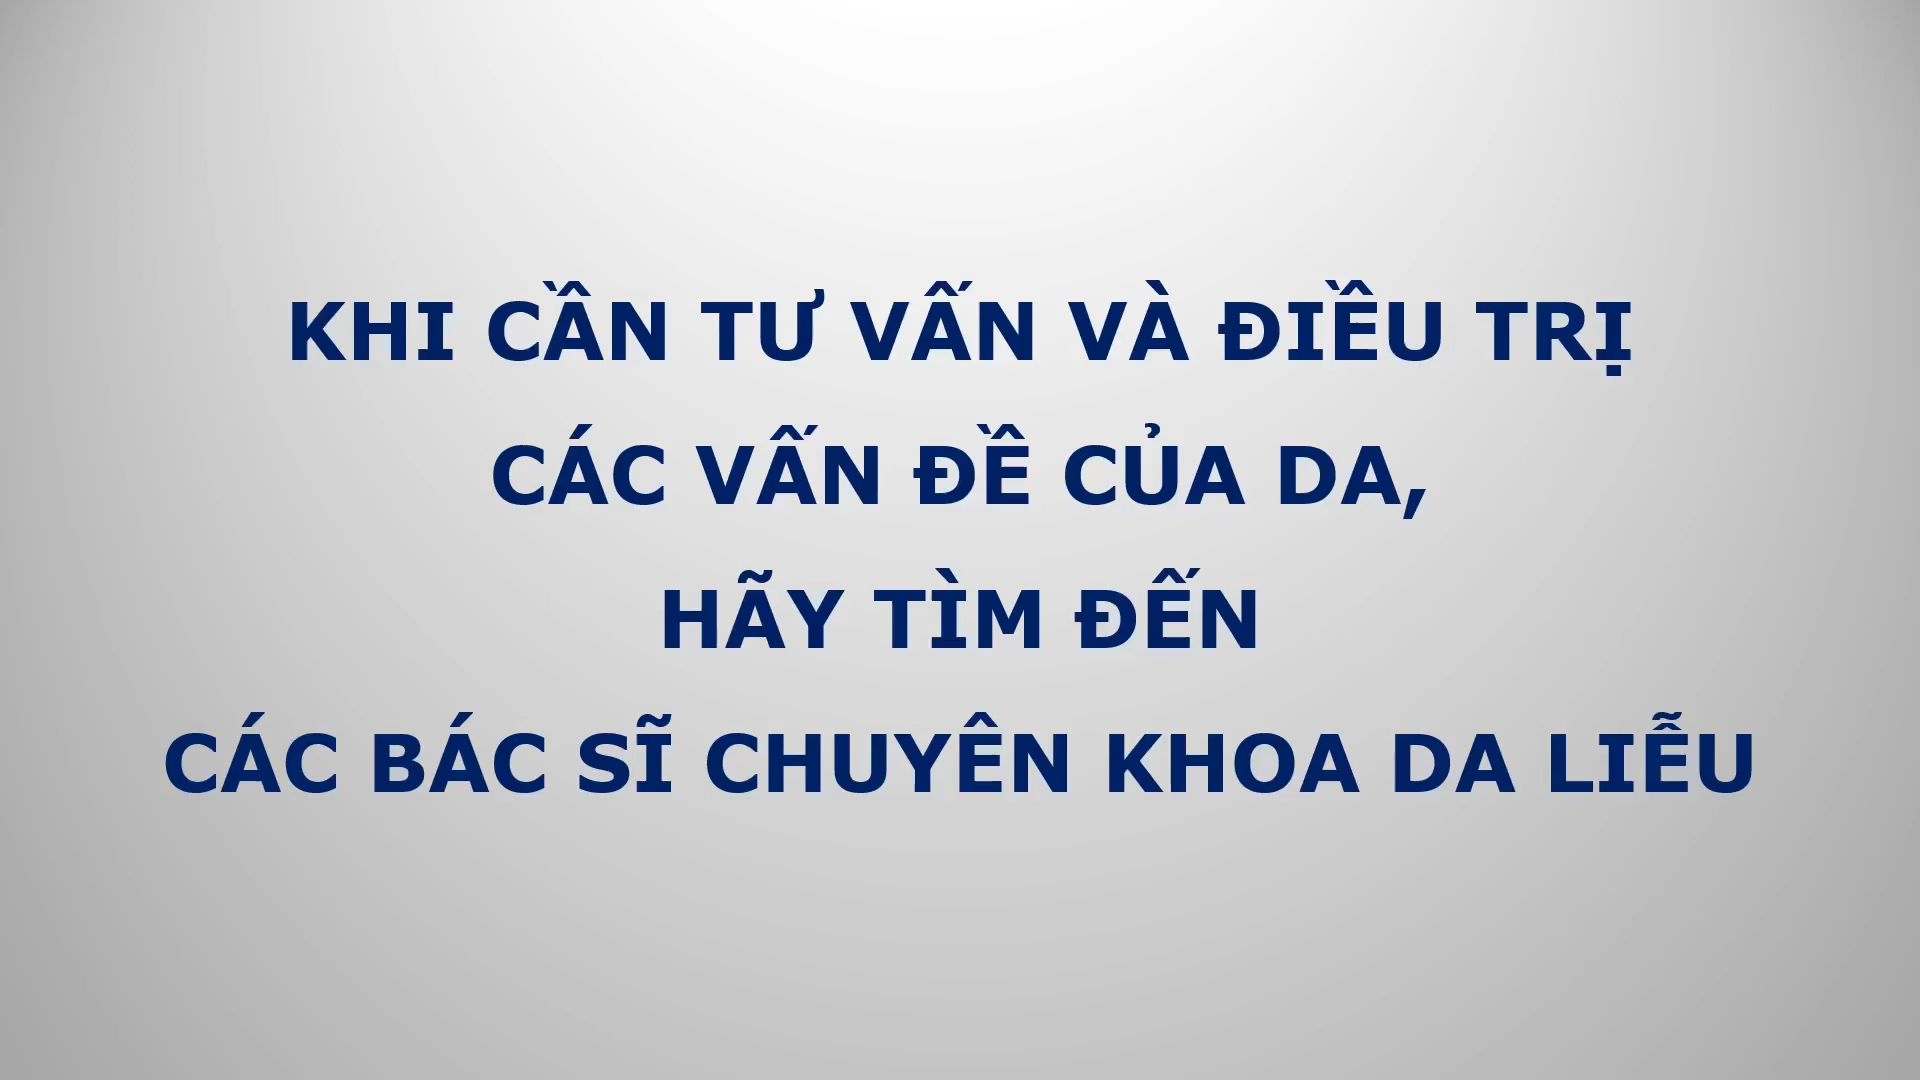 KHI CẦN TƯ VẤN VÀ ĐIỀU TRỊ
CÁC VẤN ĐỀ CỦA DA,
HÃY TÌM ĐẾN
CÁC BÁC SĨ CHUYÊN KHOA DA LIỄU